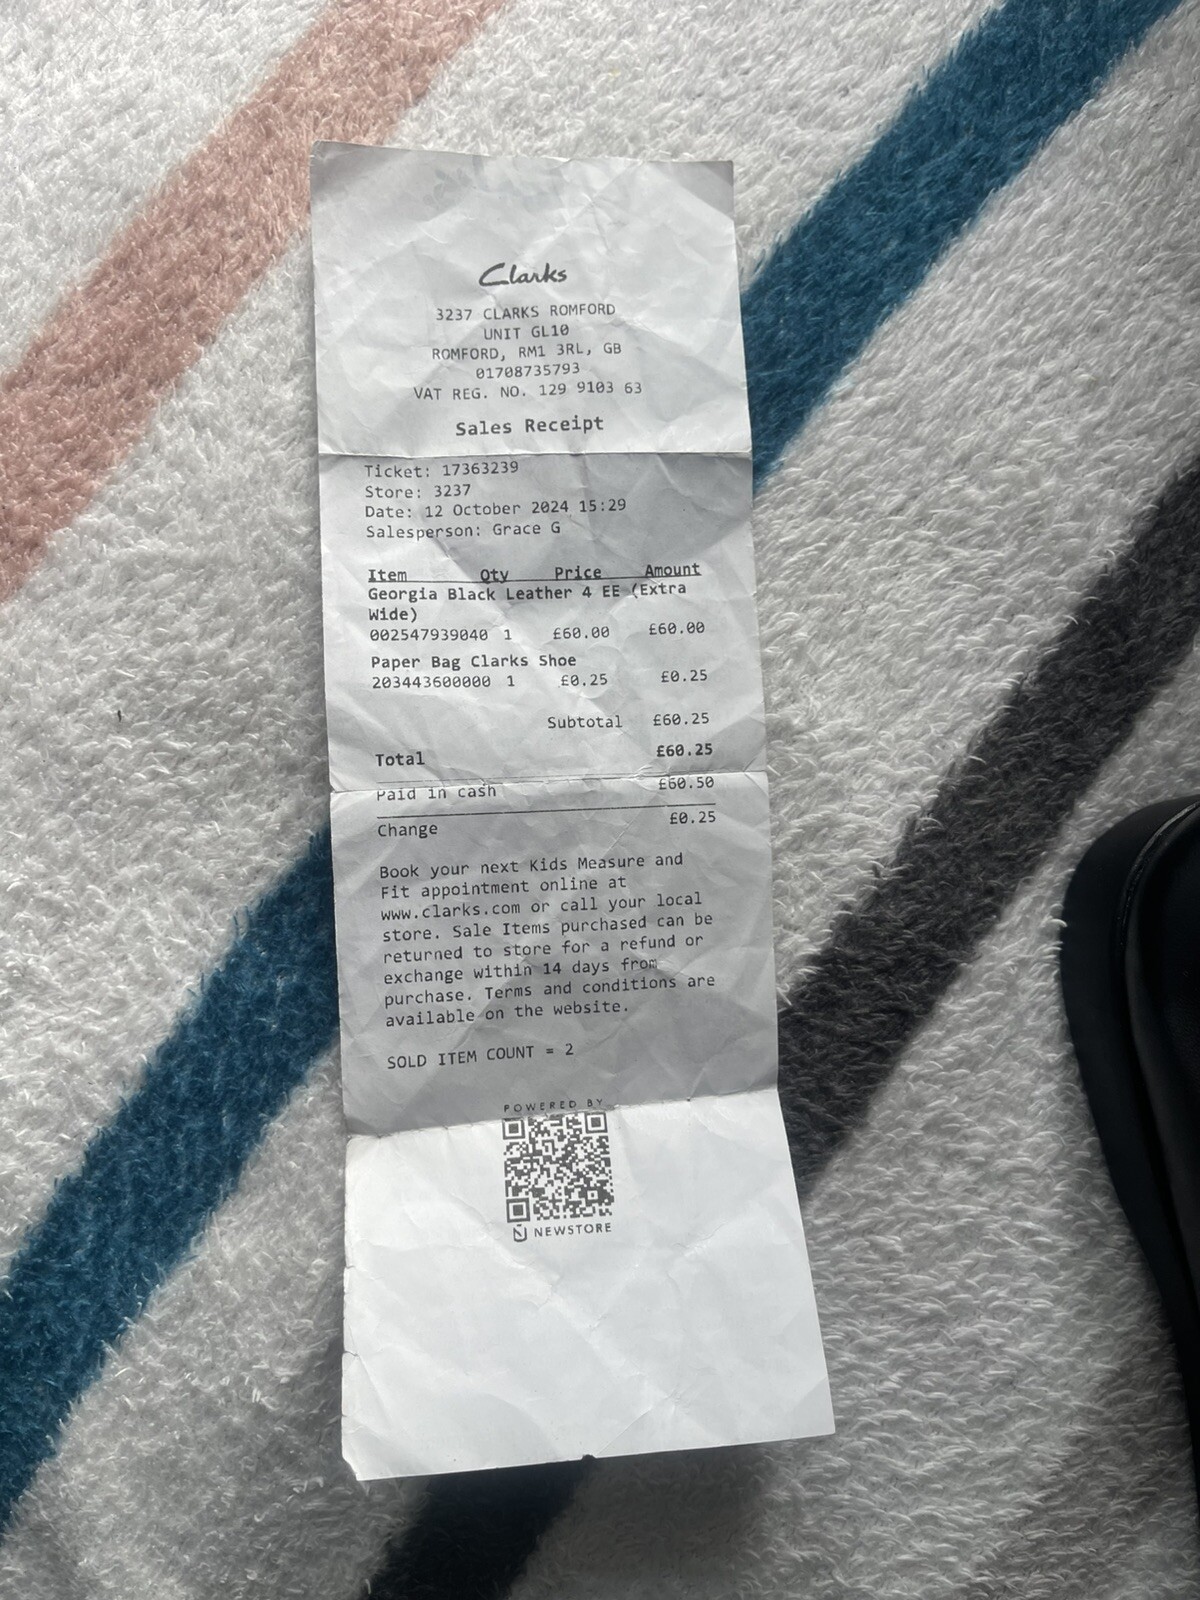 Clarks
3237 CLARKS ROMFORD
UNIT GL10
ROMFORD, RM1 3RL, GB
01708735793
VAT REG. NO. 129 9103 63
Sales Receipt
Ticket: 17363239
Store: 3237
Date: 12 October 2024 15:29
Salesperson: Grace G
Item Qty Price Amount
Georgia Black Leather 4 EE (Extra
Wide)
002547939040 1 £60.00 £60.00
Paper Bag Clarks Shoe
203443600000 1 £0.25 £0.25
Subtotal £60.25
Total £60.25
Paid in cash £60.50
Change £0.25
Book your next Kids Measure and
Fit appointment online at
www.clarks.com or call your local
store. Sale Items purchased can be
returned to store for a refund or
exchange within 14 days from
purchase. Terms and conditions are
available on the website.
SOLD ITEM COUNT = 2
POWERED BY
NEWSTORE